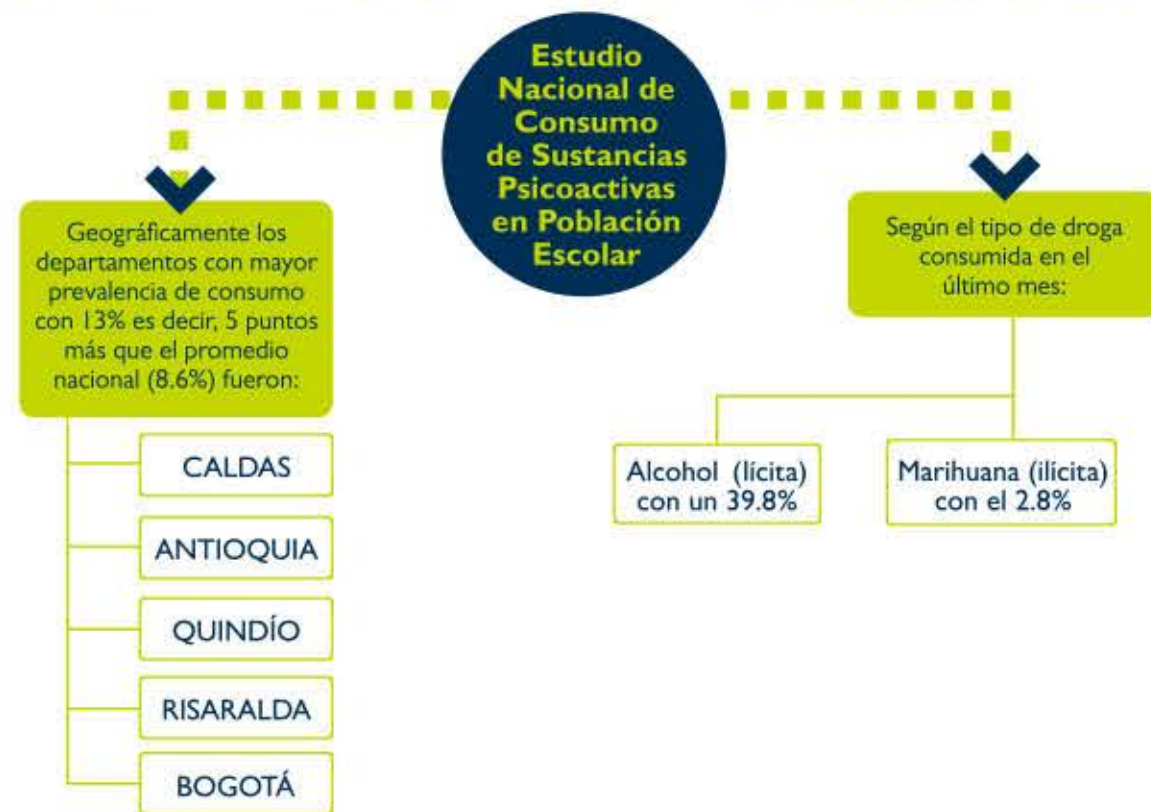 Estudio
Nacional de
Consumo
de Sustancias
Psicoactivas
en Población
Escolar
Geográficamente los
departamentos con mayor
prevalencia de consumo
con 13% es decir, 5 puntos
más que el promedio
nacional (8.6%) fueron:
CALDAS
ANTIOQUIA
QUINDÍO
RISARALDA
BOGOTÁ
Según el tipo de droga
consumida en el
último mes:
Alcohol (lícita)
con un 39.8%
Marihuana (ilícita)
con el 2.8%